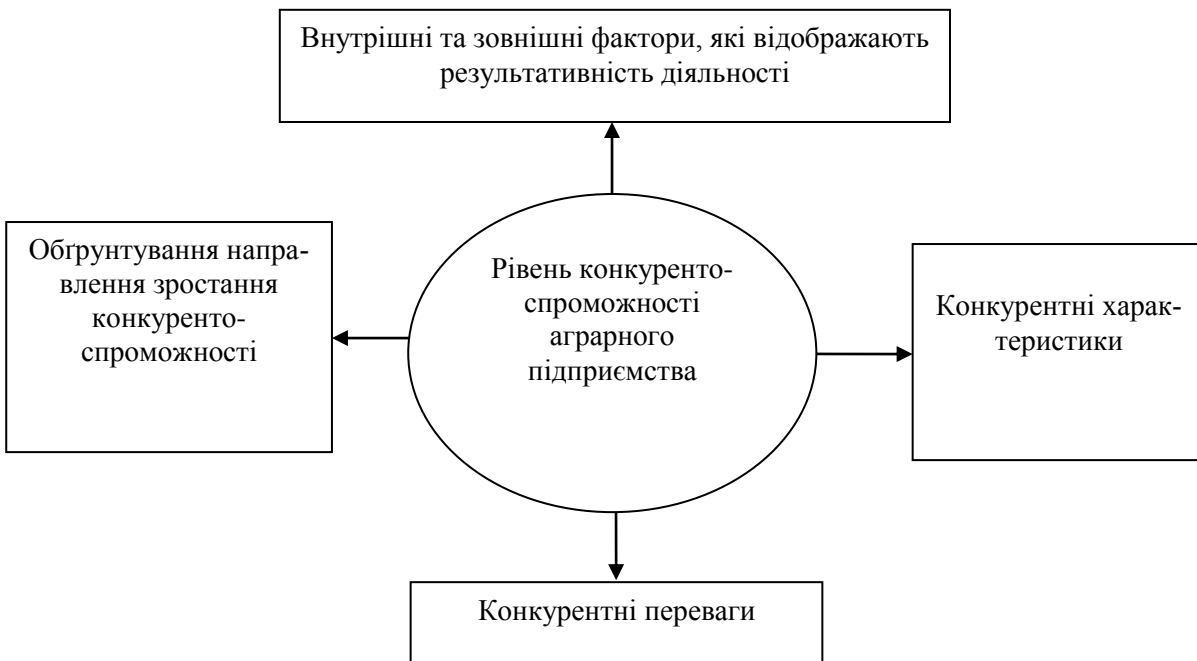 Внутрішні та зовнішні фактори, які відображають
результативність діяльності
Обґрунтування напра-
влення зростання
конкуренто-
спроможності
Рівень конкуренто-
спроможності
аграрного
підприємства
Конкурентні харак-
теристики
Конкурентні переваги